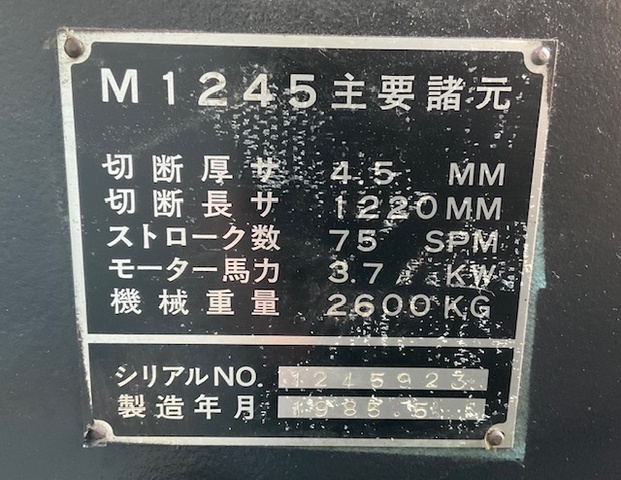 M1245主要諸元
切断厚サ 4.5 MM
切断長サ 1220MM
ストローク数 75 SPM
モーター馬力 3.7 KW
機械重量 2600KG
シリアルNO. 1245923
製造年月 1986.5